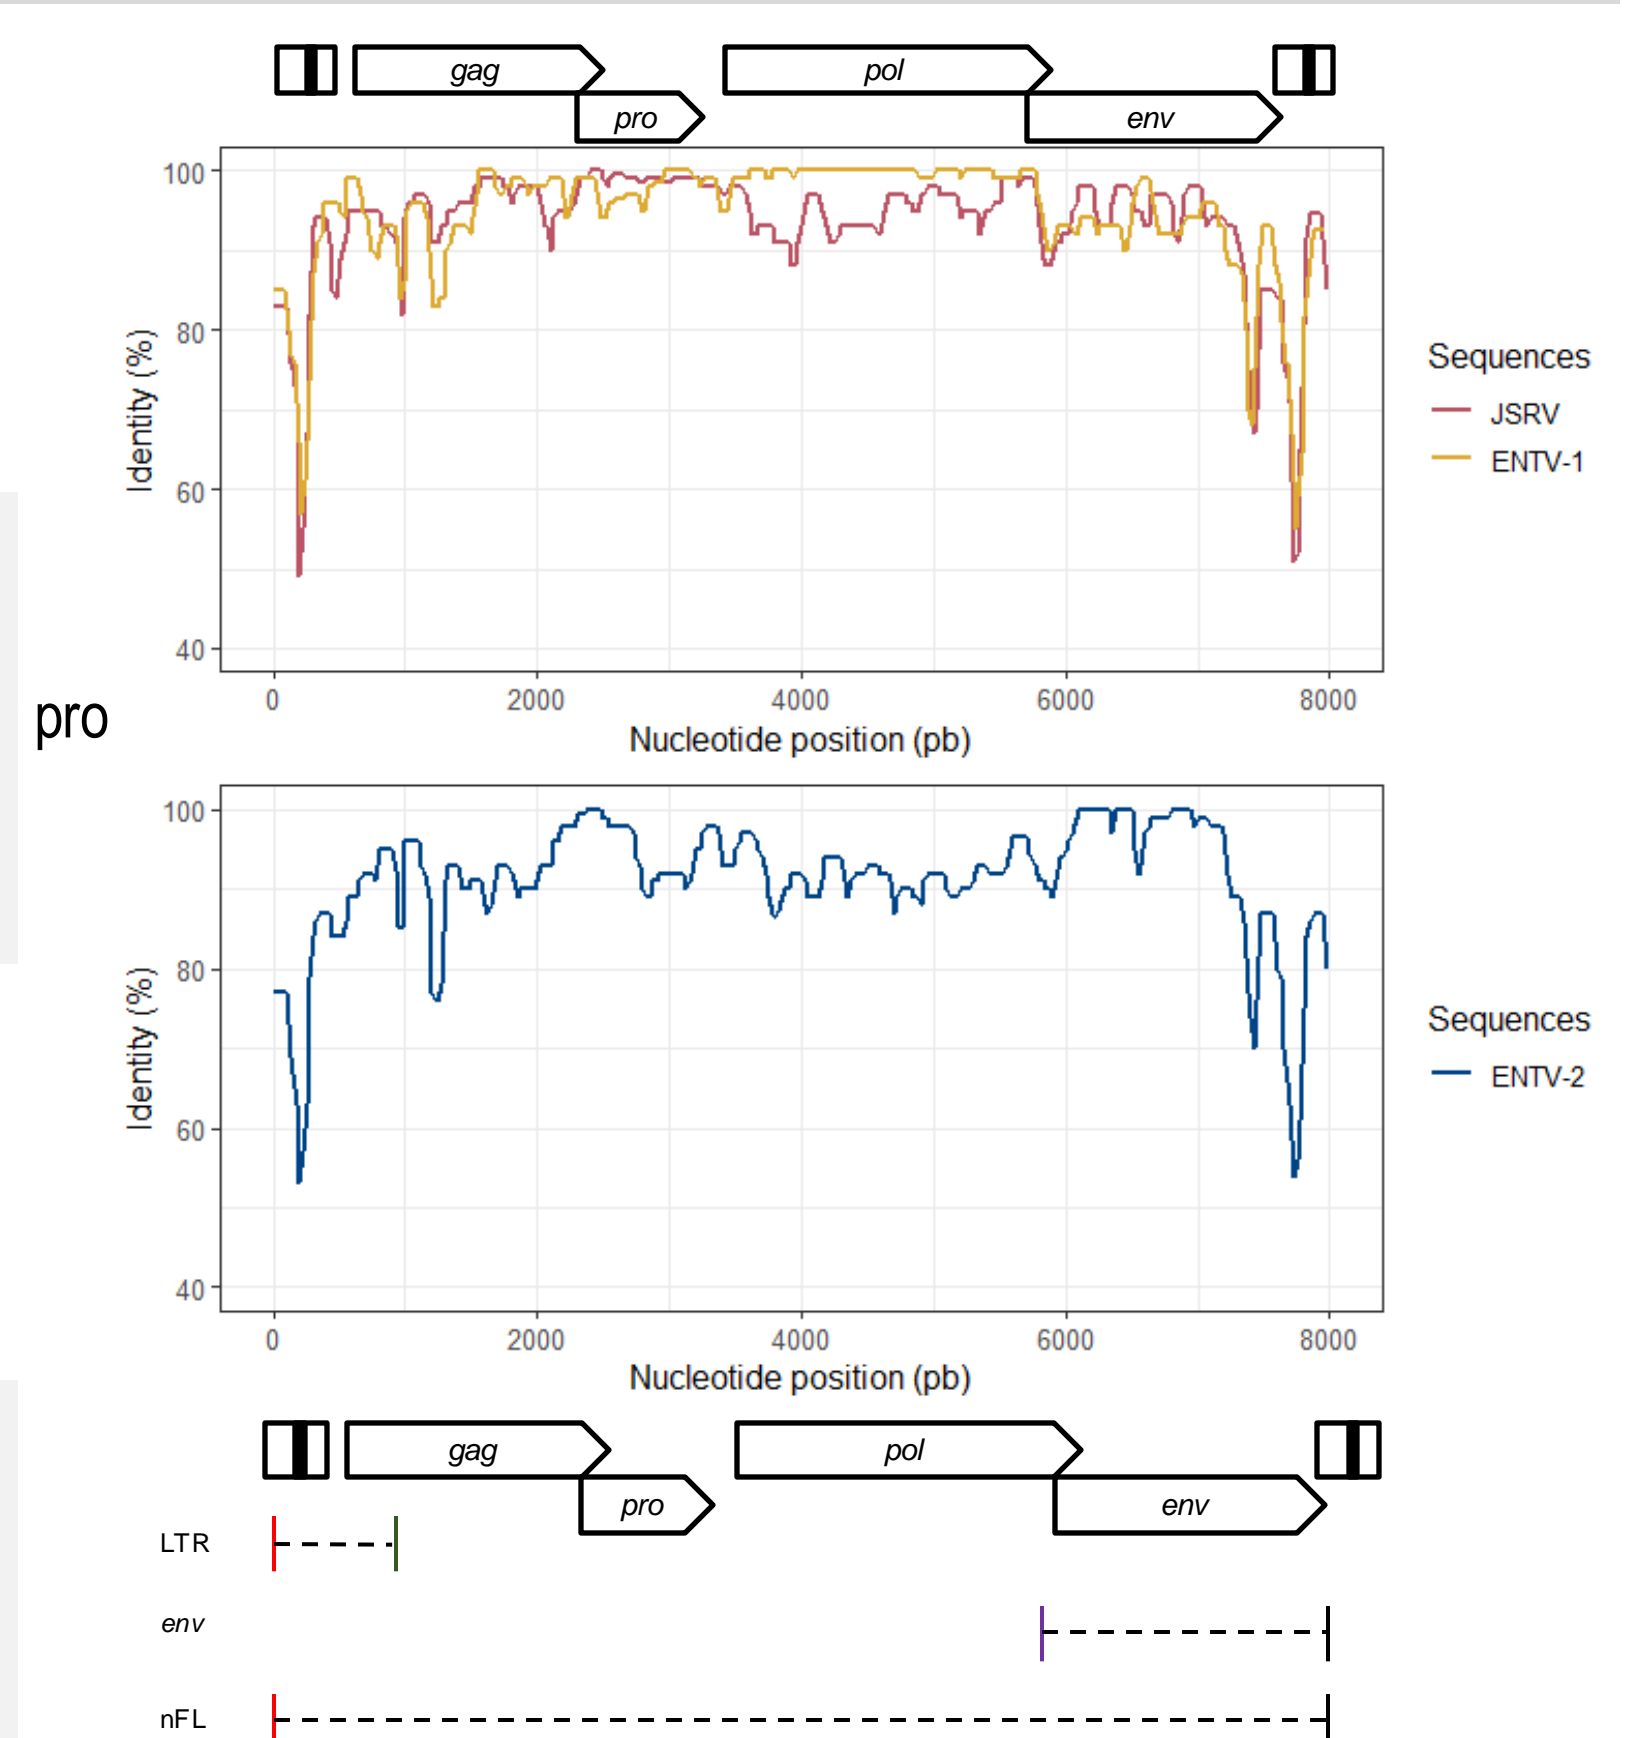 gag
pol
pro
env
100
80
60
40
Identity (%)
0 2000 4000 6000 8000
Nucleotide position (pb)
Sequences
JSRV
ENTV-1
pro
100
80
60
40
Identity (%)
0 2000 4000 6000 8000
Nucleotide position (pb)
Sequences
ENTV-2
gag
pol
pro
env
LTR
env
nFL